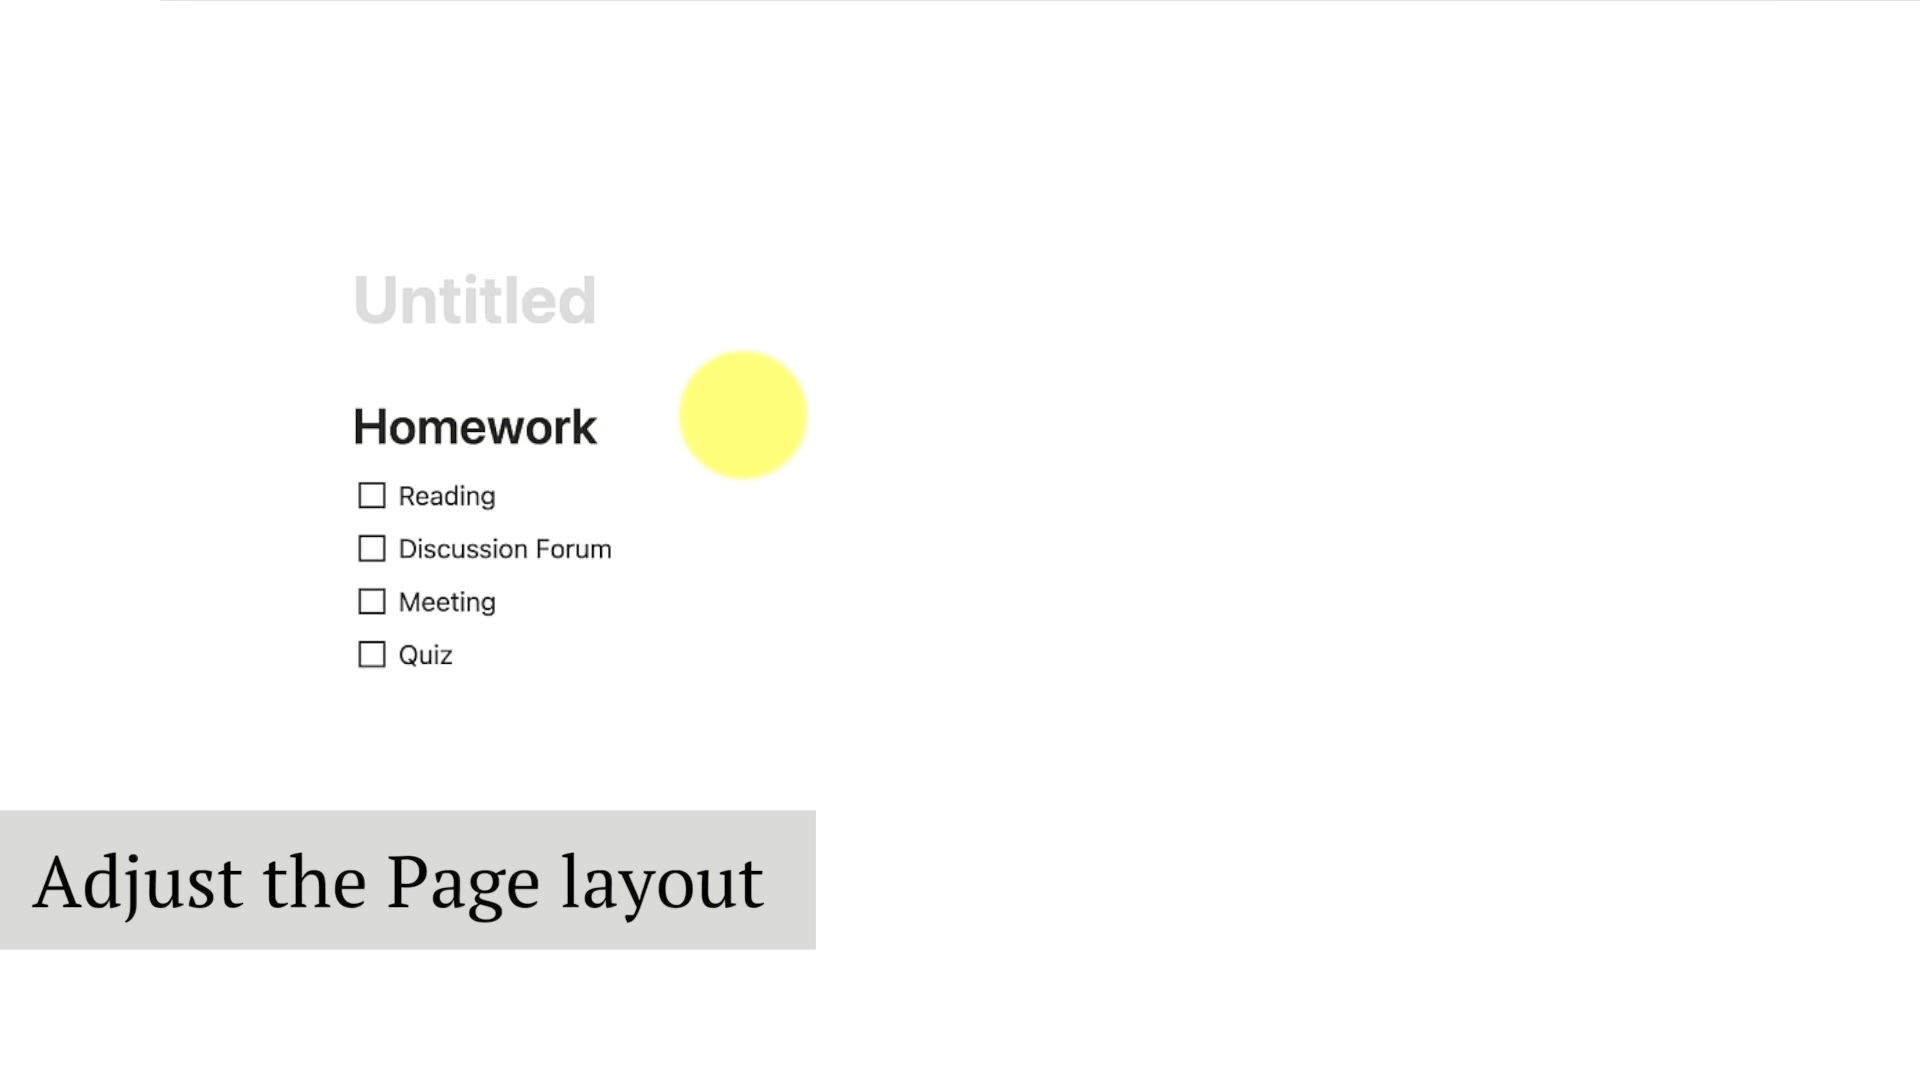 Untitled
Homework
Reading
Discussion Forum
Meeting
Quiz
Adjust the Page layout